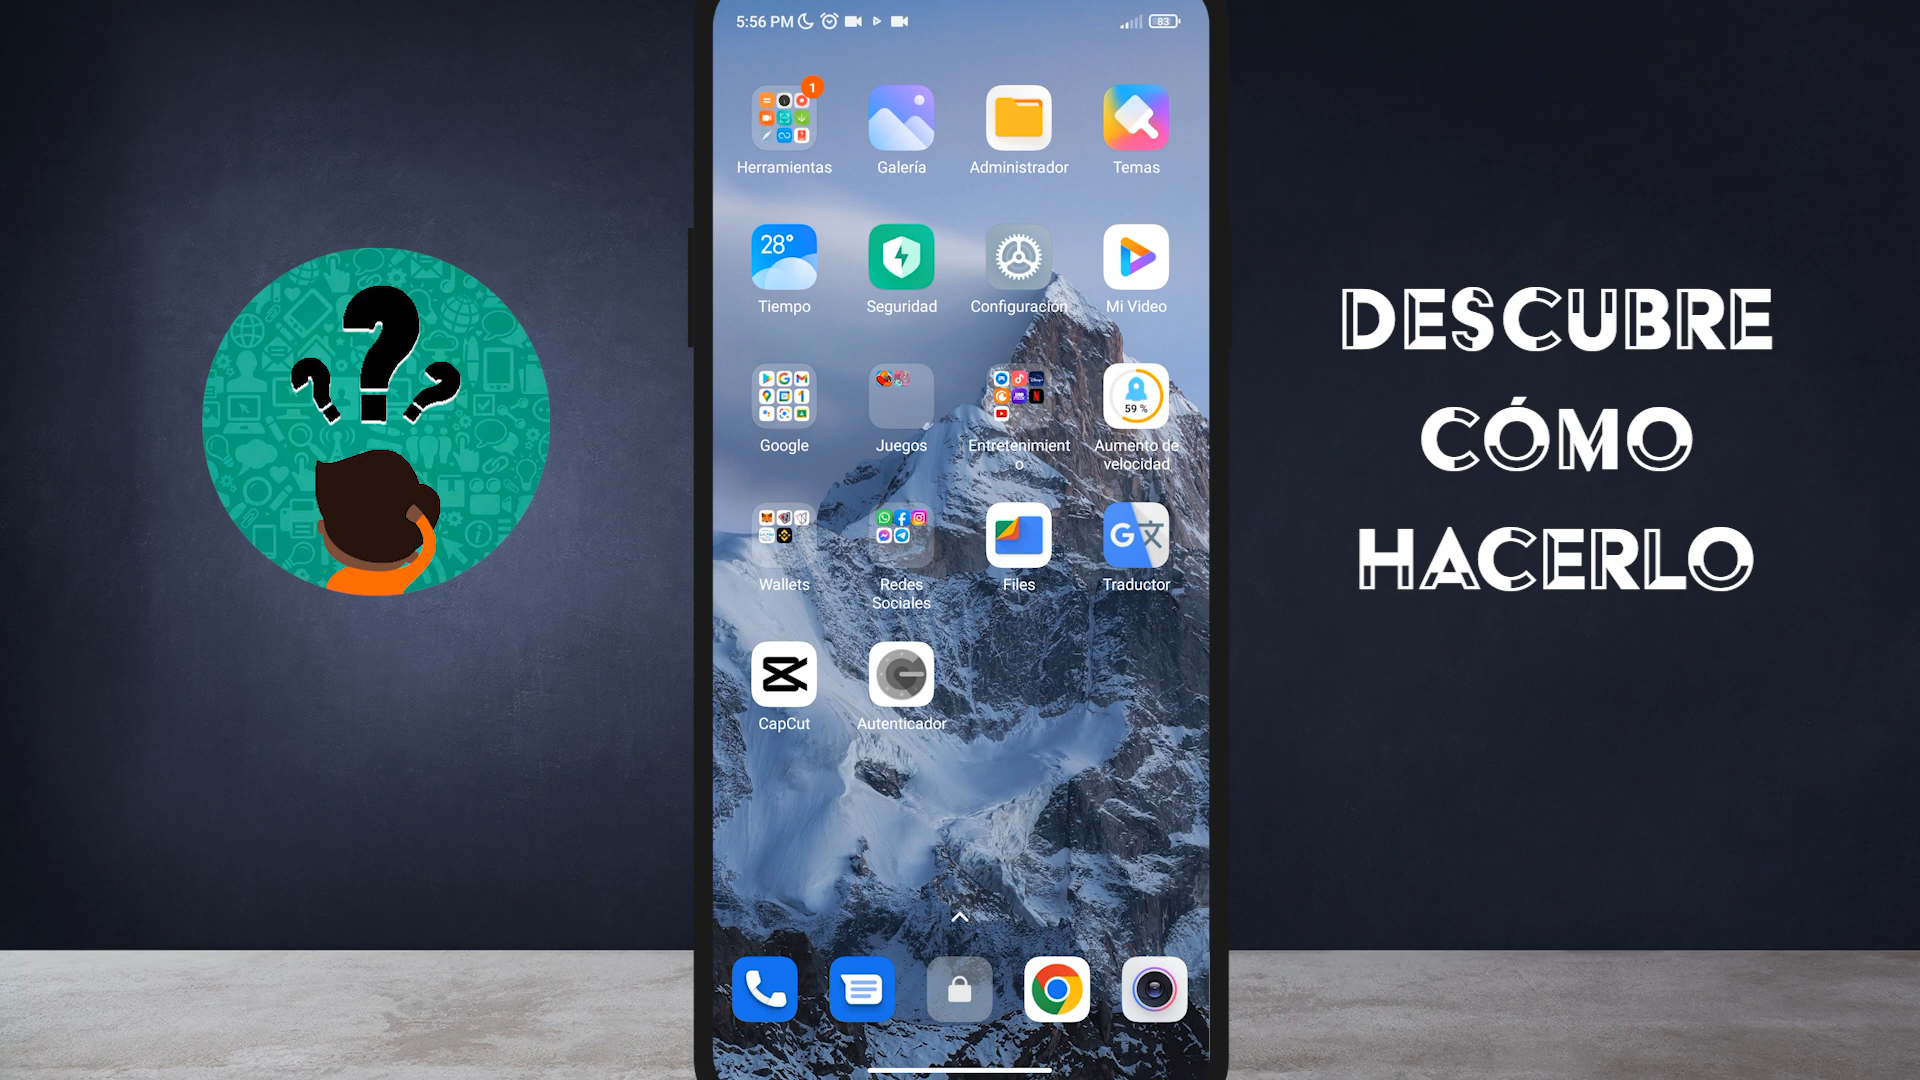 5:56 PM
83
1
Herramientas
Galería
Administrador
Temas
28°
Tiempo
Seguridad
Configuración
Mi Video
59 %
Google
Juegos
Entretenimient
o
Aumento de
velocidad
Wallets
Redes
Sociales
Files
Traductor
CapCut
Autenticador
DESCUBRE
CÓMO
HACERLO